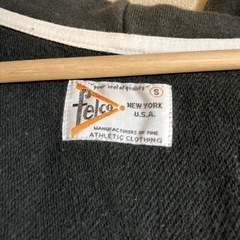 your seal of quality S
felco NEW YORK
U.S.A.
MANUFACTURERS OF FINE
ATHLETIC CLOTHING